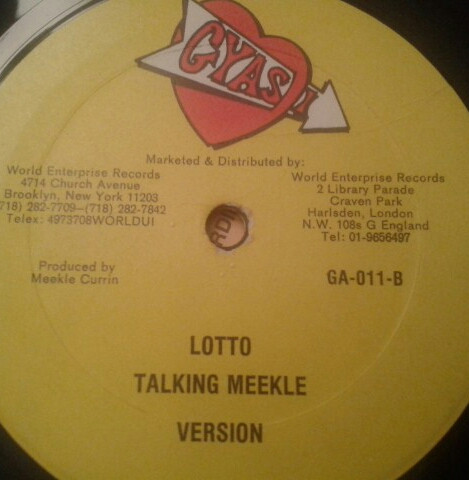 GYASI
Marketed & Distributed by:
World Enterprise Records
4714 Church Avenue
Brooklyn, New York 11203
718) 282-7709-(718) 282-7842
Telex: 4973708WORLDUI
World Enterprise Records
2 Library Parade
Craven Park
Harlsden, London
N.W. 108s G England
Tel: 01-9656497
Produced by
Meekle Currin
GA-011-B
LOTTO
TALKING MEEKLE
VERSION